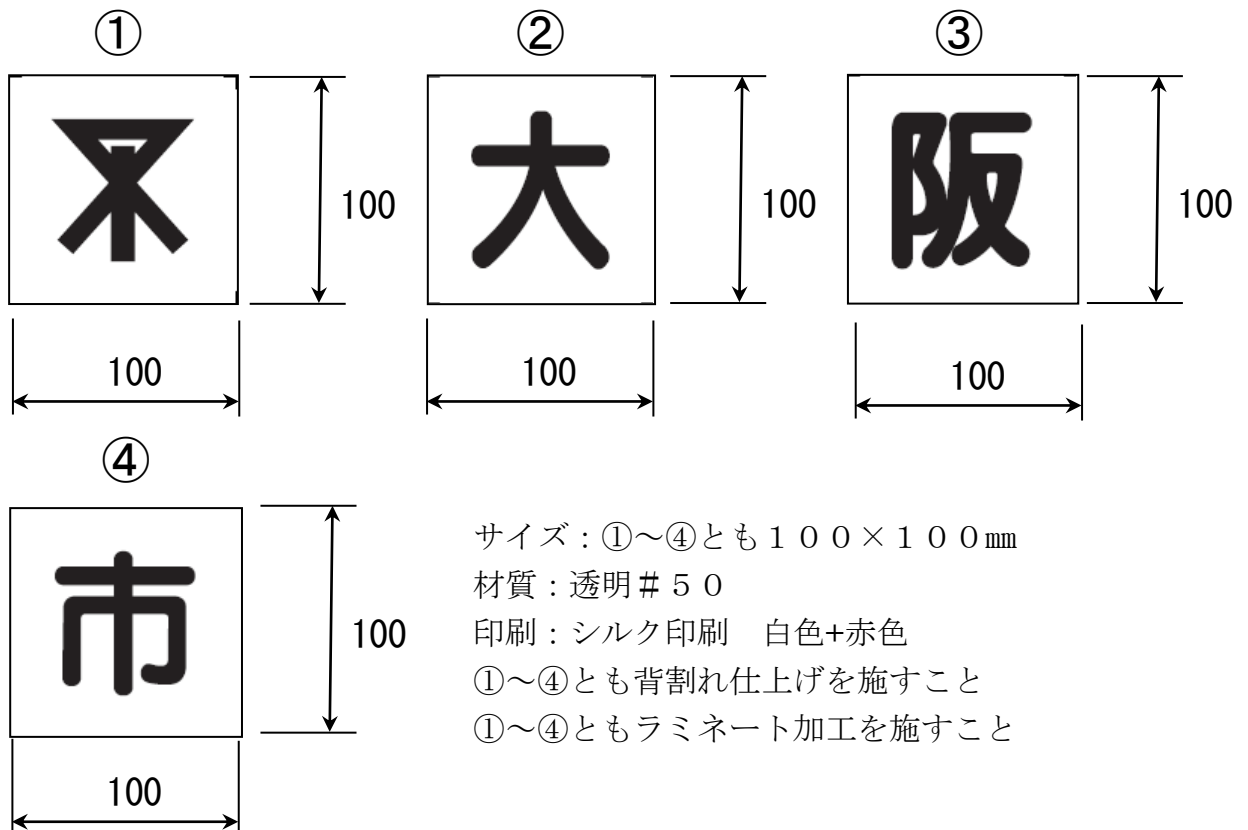 ① ② ③
大 阪
100 100 100
100 100 100
④
市
100
100
サイズ：①～④とも１００×１００㎜
材質：透明＃５０
印刷：シルク印刷　白色+赤色
①～④とも背割れ仕上げを施すこと
①～④ともラミネート加工を施すこと